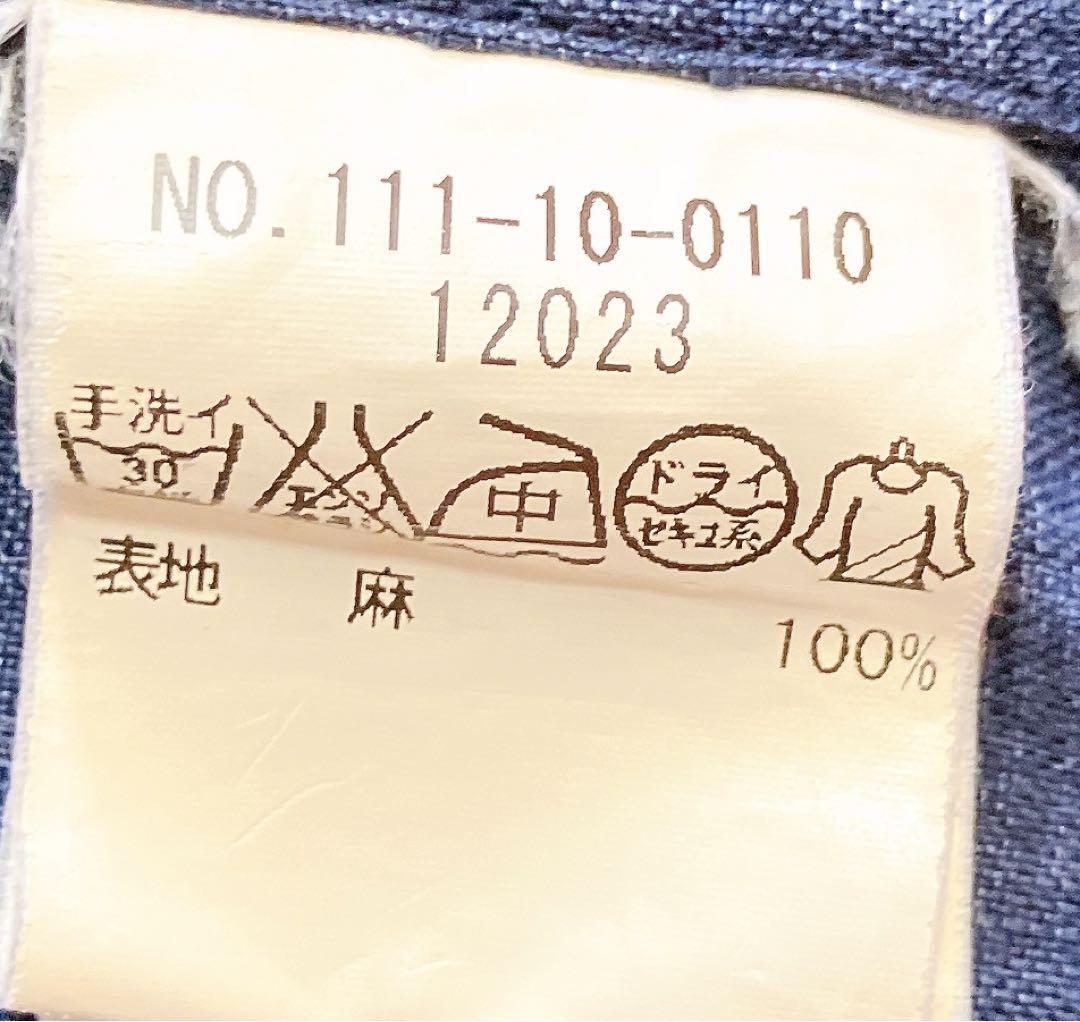 NO.111-10-0110
12023
手洗イ 30 中 ドライ セキユ系
表地 麻 100%